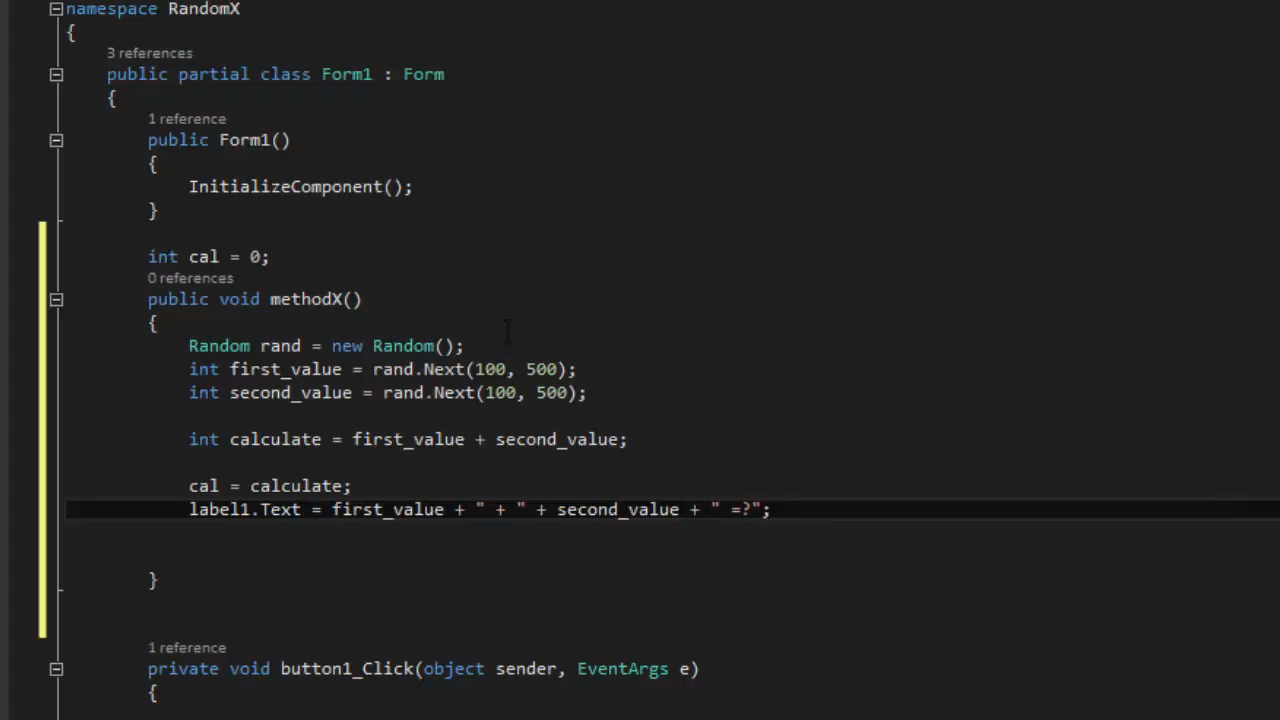 namespace RandomX
{
3 references
public partial class Form1 : Form
{
1 reference
public Form1()
{
InitializeComponent();
}
int cal = 0;
0 references
public void methodX()
{
Random rand = new Random();
int first_value = rand.Next(100, 500);
int second_value = rand.Next(100, 500);
int calculate = first_value + second_value;
cal = calculate;
label1.Text = first_value + " + " + second_value + " =?";
}
1 reference
private void button1_Click(object sender, EventArgs e)
{